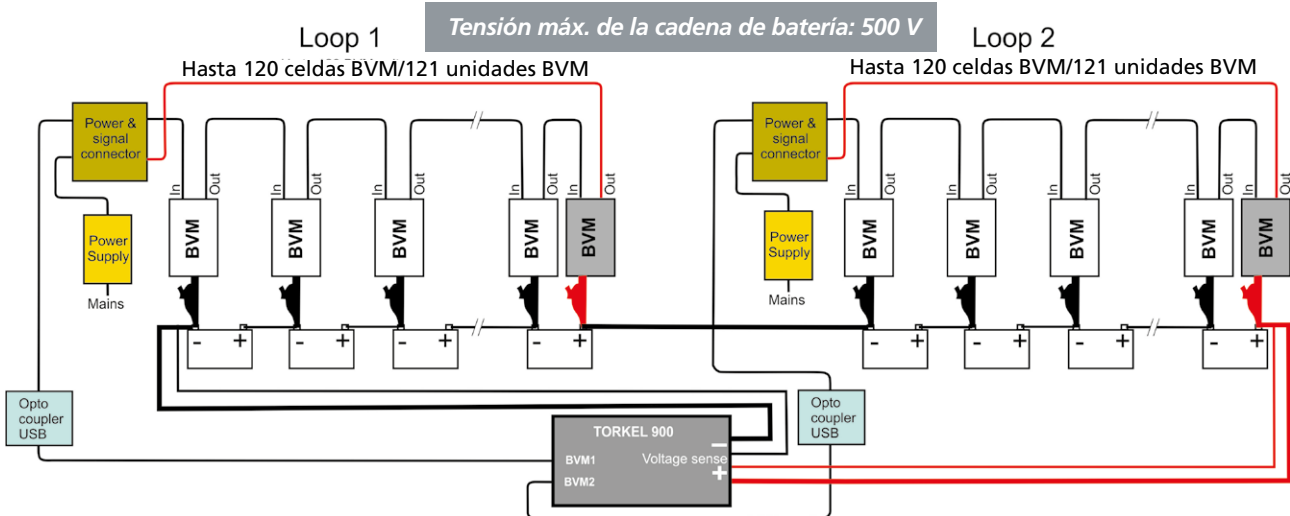 Tensión máx. de la cadena de batería: 500 V
Loop 1
Hasta 120 celdas BVM/121 unidades BVM
Power &
signal
connector
In
Out
In
Out
In
Out
In
Out
In
Out
BVM
BVM
BVM
BVM
BVM
Power
Supply
Mains
- +
- +
- +
- +
Opto
coupler
USB
Loop 2
Hasta 120 celdas BVM/121 unidades BVM
Power &
signal
connector
In
Out
In
Out
In
Out
In
Out
In
Out
BVM
BVM
BVM
BVM
BVM
Power
Supply
Mains
- +
- +
- +
- +
Opto
coupler
USB
TORKEL 900
–
BVM1
Voltage sense
+
BVM2